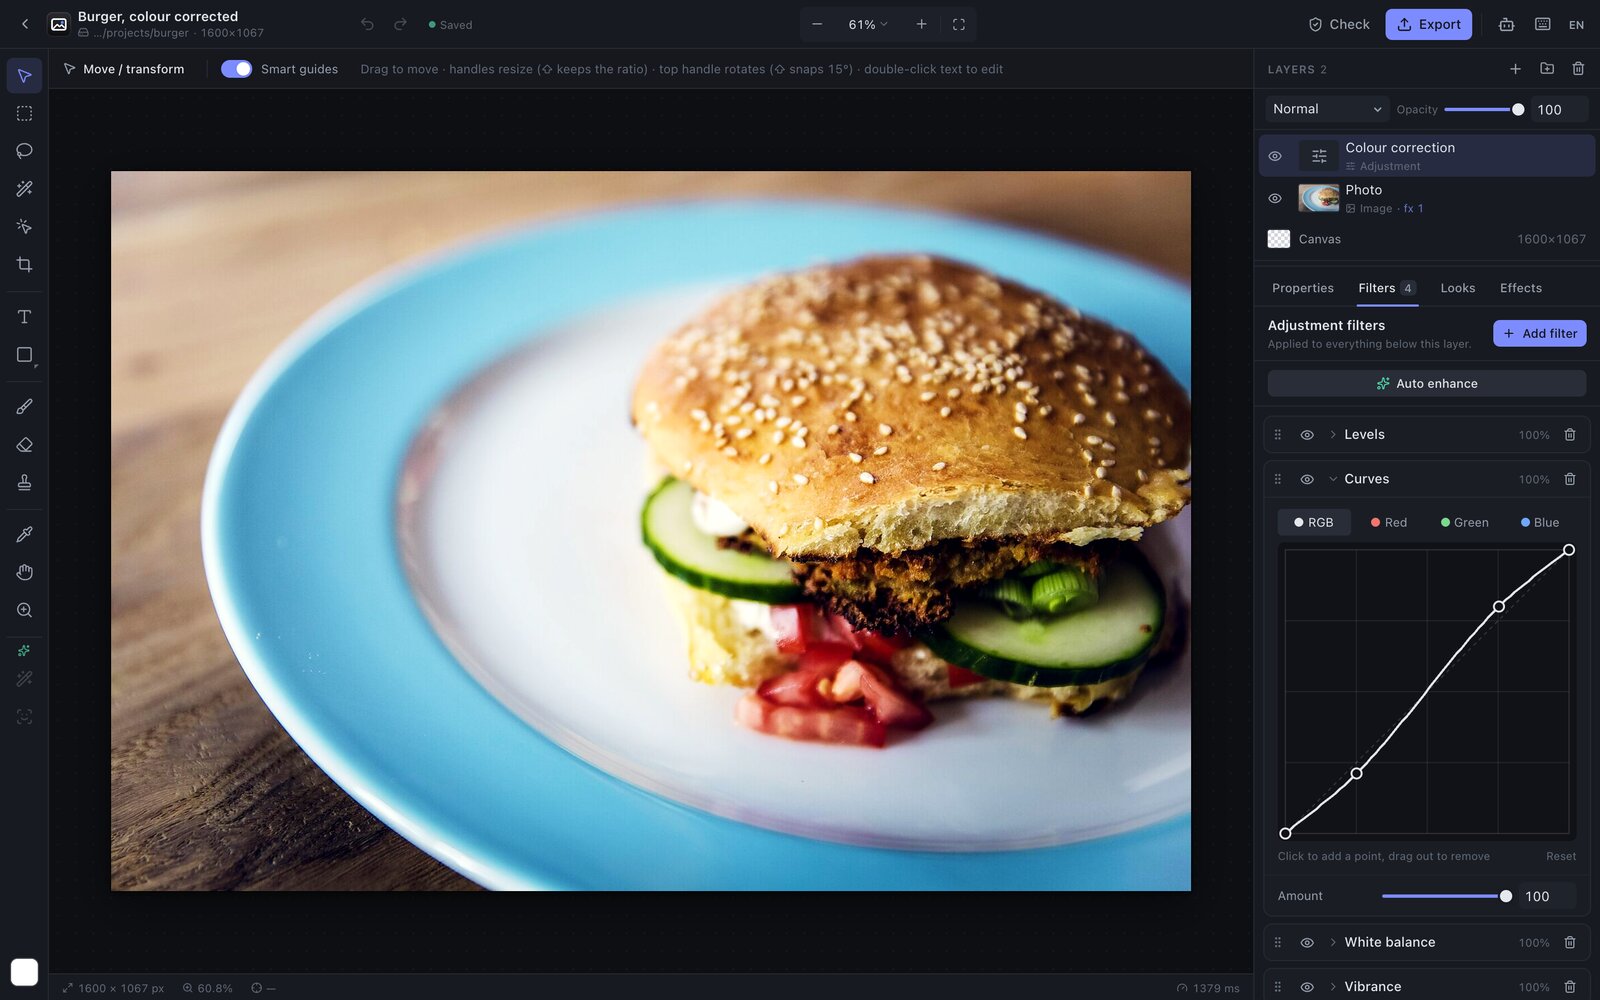 Burger, colour corrected
.../projects/burger · 1600×1067
Saved
61%
Check
Export
EN
Move / transform
Smart guides
Drag to move · handles resize (⇧ keeps the ratio) · top handle rotates (⇧ snaps 15°) · double-click text to edit
LAYERS 2
Normal
Opacity
100
Colour correction
Adjustment
Photo
Image · fx 1
Canvas
1600×1067
Properties
Filters 4
Looks
Effects
Adjustment filters
Applied to everything below this layer.
Add filter
Auto enhance
Levels
100%
Curves
100%
RGB
Red
Green
Blue
Click to add a point, drag out to remove
Reset
Amount
100
White balance
100%
Vibrance
100%
1600 × 1067 px
60.8%
—
1379 ms